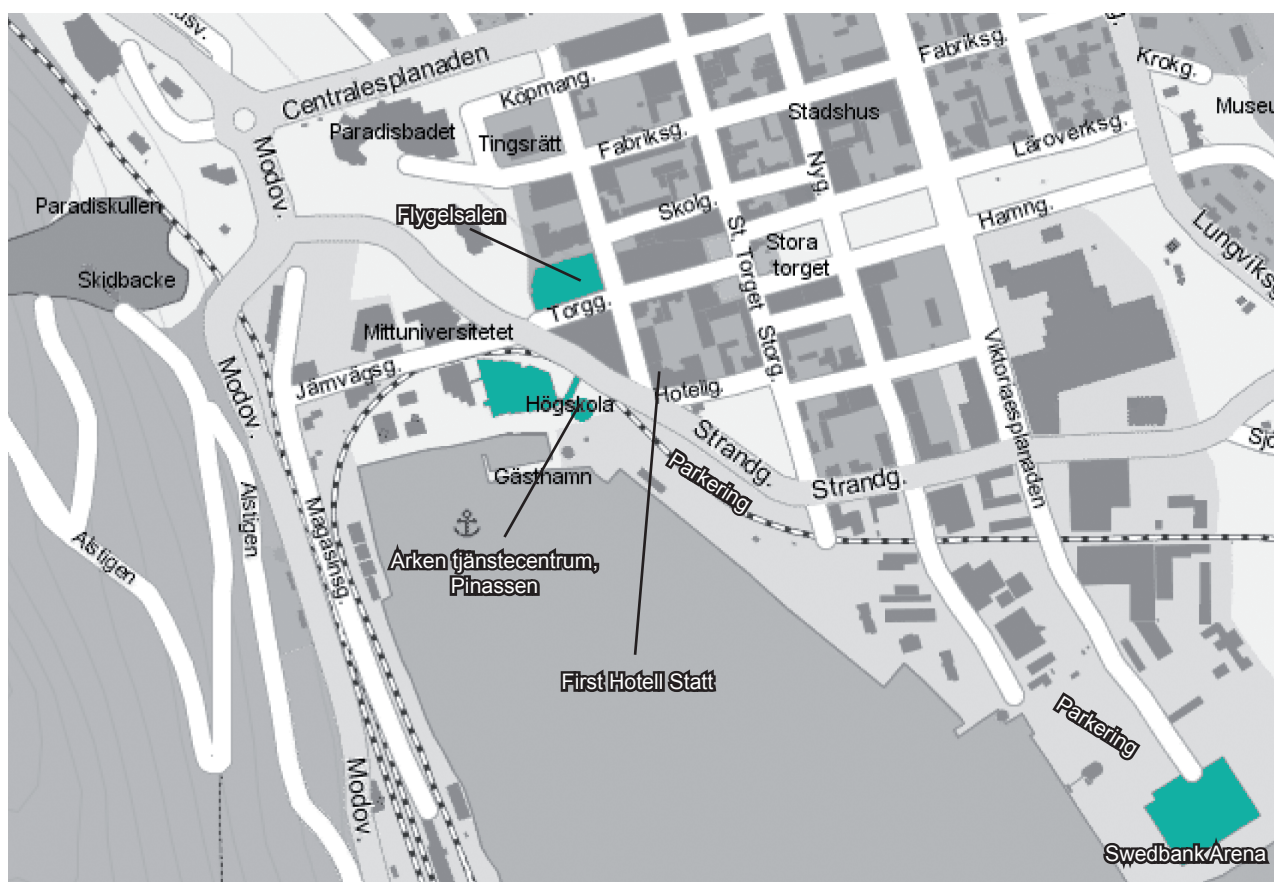 Centralesplanaden
Fabriksg.
Krokg.
Köpmang.
Museu
Stadshus
Paradisbadet
Tingsrätt
Fabriksg.
Läroverksg.
Modov.
Nyg.
Paradiskullen
Skolg.
Hamng.
Flygelsalen
St. Torget
Stora
torget
Lungviksg
Skidbacke
Torgg.
Mittuniversitetet
Storg.
Viktoriaesplanaden
Modov.
Järnvägsg.
Hotellg.
Högskola
Strandg.
Sjö
Gästhamn
Parkering
Strandg.
Alstigen
Alstigen
Magasinsg.
Arken tjänstecentrum,
Pinassen
First Hotell Statt
Parkering
Modov.
Swedbank Arena